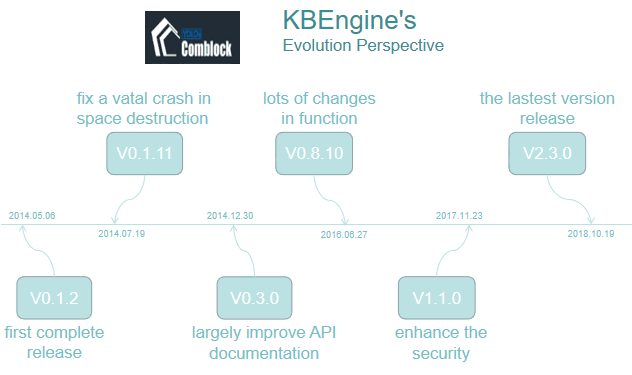 Comblock
KBEngine's
Evolution Perspective
fix a vatal crash in
space destruction
lots of changes
in function
the lastest version
release
V0.1.11
V0.8.10
V2.3.0
2014.05.06
2014.12.30
2017.11.23
2014.07.19
2016.06.27
2018.10.19
V0.1.2
V0.3.0
V1.1.0
first complete
release
largely improve API
documentation
enhance the
security